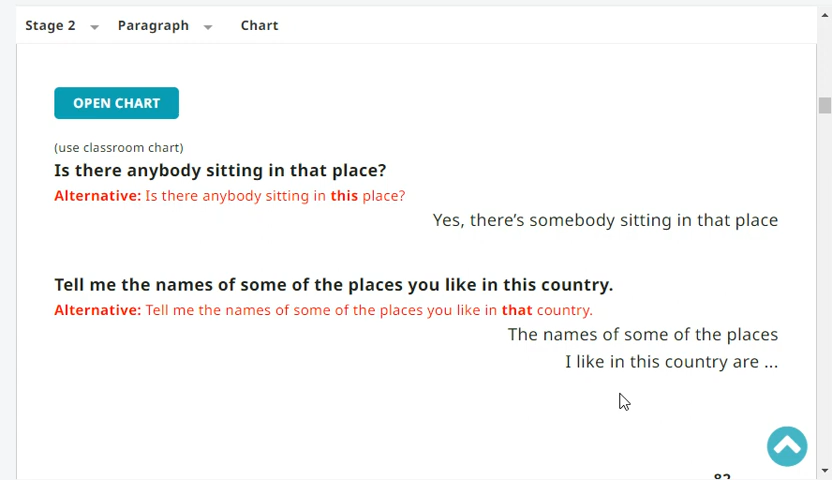 Stage 2 Paragraph Chart
OPEN CHART
(use classroom chart)
Is there anybody sitting in that place?
Alternative: Is there anybody sitting in this place?
Yes, there's somebody sitting in that place
Tell me the names of some of the places you like in this country.
Alternative: Tell me the names of some of the places you like in that country.
The names of some of the places
I like in this country are ...